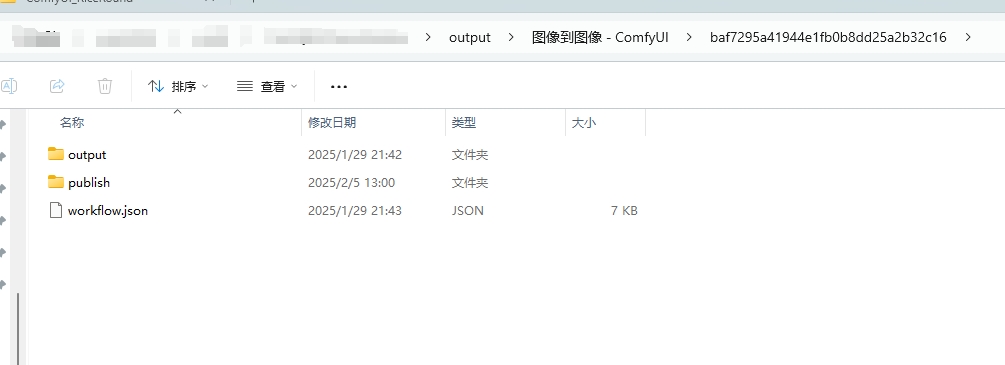 output > 图像到图像 - ComfyUI > baf7295a41944e1fb0b8dd25a2b32c16 >
排序 查看 ...
名称 修改日期 类型 大小
output 2025/1/29 21:42 文件夹
publish 2025/2/5 13:00 文件夹
workflow.json 2025/1/29 21:43 JSON 7 KB